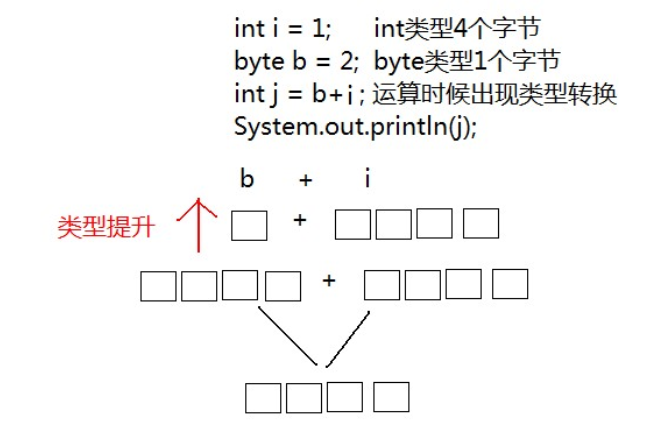 int i = 1; int类型4个字节
byte b = 2; byte类型1个字节
int j = b+i ; 运算时候出现类型转换
System.out.println(j);
b + i
类型提升 +
+